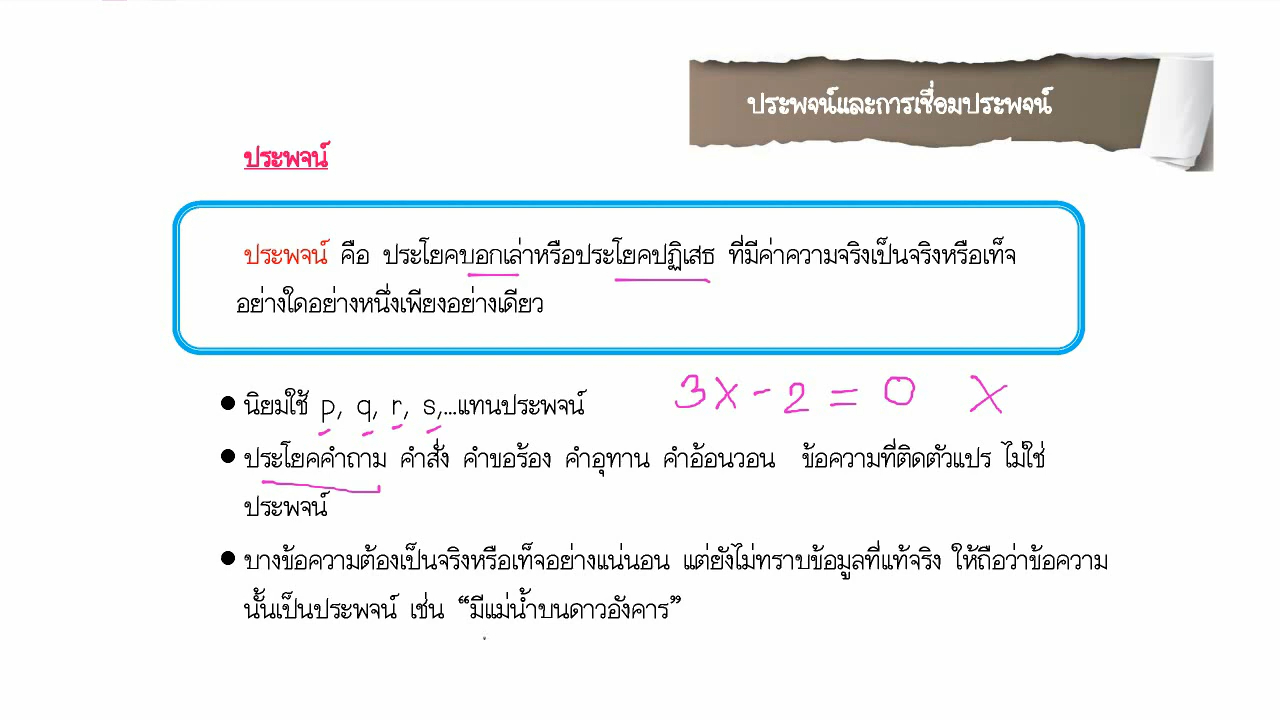 ประพจน์และการเชื่อมประพจน์
ประพจน์
ประพจน์ คือ ประโยคบอกเล่าหรือประโยคปฏิเสธ ที่มีค่าความจริงเป็นจริงหรือเท็จ
อย่างใดอย่างหนึ่งเพียงอย่างเดียว
● นิยมใช้ p, q, r, s,...แทนประพจน์
3x - 2 = 0 X
● ประโยคคำถาม คำสั่ง คำขอร้อง คำอุทาน คำอ้อนวอน ข้อความที่ติดตัวแปร ไม่ใช่
ประพจน์
● บางข้อความต้องเป็นจริงหรือเท็จอย่างแน่นอน แต่ยังไม่ทราบข้อมูลที่แท้จริง ให้ถือว่าข้อความ
นั้นเป็นประพจน์ เช่น “มีแม่น้ำบนดาวอังคาร”